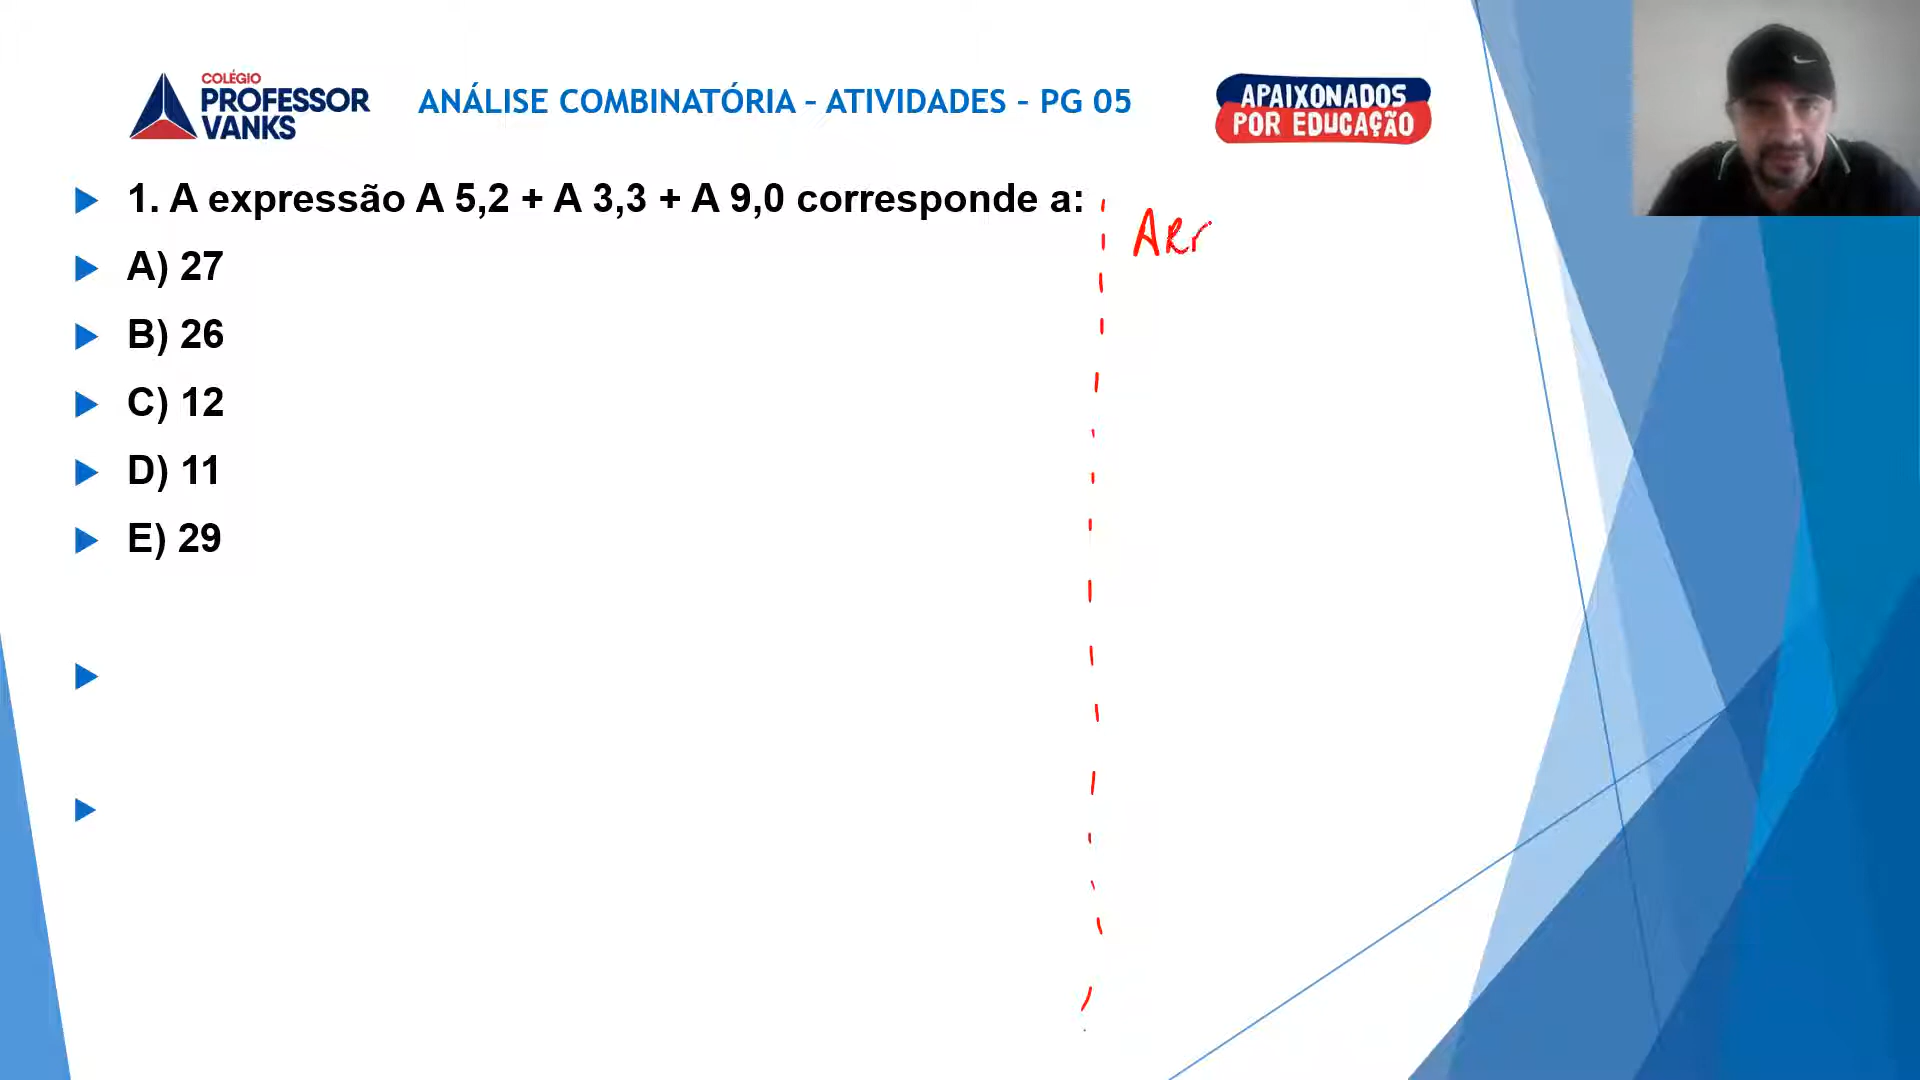 COLÉGIO
PROFESSOR
VANKS
ANÁLISE COMBINATÓRIA – ATIVIDADES – PG 05
APAIXONADOS
POR EDUCAÇÃO
1. A expressão A 5,2 + A 3,3 + A 9,0 corresponde a:
A) 27
B) 26
C) 12
D) 11
E) 29
ARr